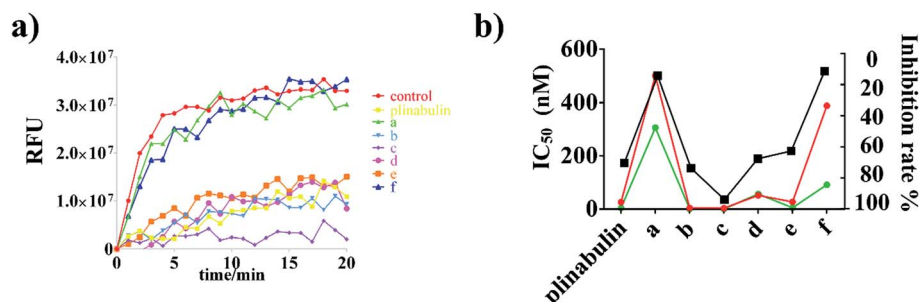 a)
RFU
4.0×10⁷
3.0×10⁷
2.0×10⁷
1.0×10⁷
0
0
5
10
15
20
time/min
control
plinabulin
a
b
c
d
e
f
b)
IC₅₀ (nM)
600
400
200
0
plinabulin
a
b
c
d
e
f
0
20
40
60
80
100
Inhibition rate %